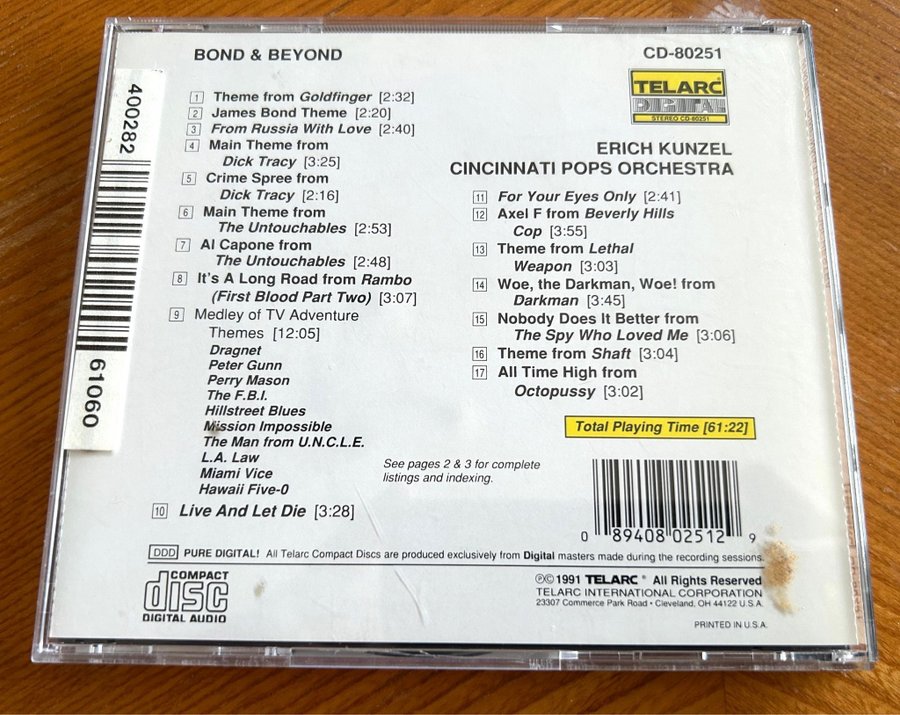 BOND & BEYOND
CD-80251
TELARC
DIGITAL
STEREO CD-80251
400282
61060
1 Theme from Goldfinger [2:32]
2 James Bond Theme [2:20]
3 From Russia With Love [2:40]
4 Main Theme from
Dick Tracy [3:25]
5 Crime Spree from
Dick Tracy [2:16]
6 Main Theme from
The Untouchables [2:53]
7 Al Capone from
The Untouchables [2:48]
8 It's A Long Road from Rambo
(First Blood Part Two) [3:07]
9 Medley of TV Adventure
Themes [12:05]
Dragnet
Peter Gunn
Perry Mason
The F.B.I.
Hillstreet Blues
Mission Impossible
The Man from U.N.C.L.E.
L.A. Law
Miami Vice
Hawaii Five-0
10 Live And Let Die [3:28]
ERICH KUNZEL
CINCINNATI POPS ORCHESTRA
11 For Your Eyes Only [2:41]
12 Axel F from Beverly Hills
Cop [3:55]
13 Theme from Lethal
Weapon [3:03]
14 Woe, the Darkman, Woe! from
Darkman [3:45]
15 Nobody Does It Better from
The Spy Who Loved Me [3:06]
16 Theme from Shaft [3:04]
17 All Time High from
Octopussy [3:02]
Total Playing Time [61:22]
See pages 2 & 3 for complete
listings and indexing.
0 89408 02512 9
DDD PURE DIGITAL! All Telarc Compact Discs are produced exclusively from Digital masters made during the recording sessions.
COMPACT
disc
DIGITAL AUDIO
℗©1991 TELARC® All Rights Reserved
TELARC INTERNATIONAL CORPORATION
23307 Commerce Park Road • Cleveland, OH 44122 U.S.A.
PRINTED IN U.S.A.